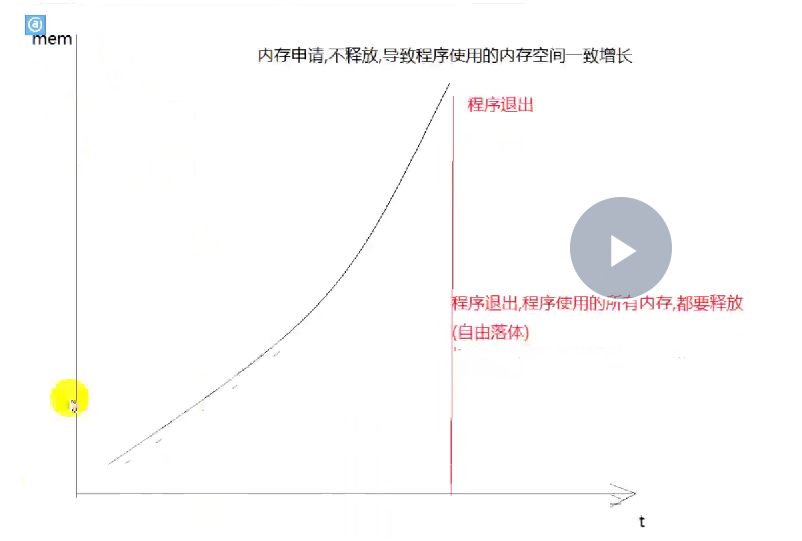 mem
内存申请,不释放,导致程序使用的内存空间一致增长
程序退出
程序退出,程序使用的所有内存,都要释放
(自由落体)
t